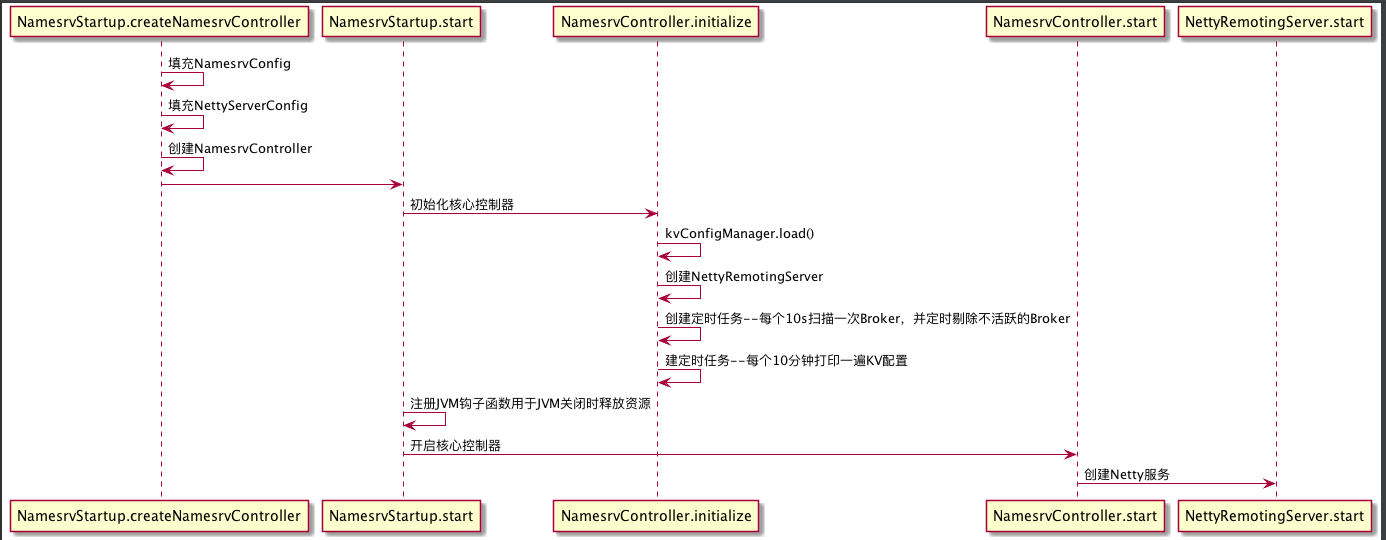 NamesrvStartup.createNamesrvController
NamesrvStartup.start
NamesrvController.initialize
NamesrvController.start
NettyRemotingServer.start
填充NamesrvConfig
填充NettyServerConfig
创建NamesrvController
初始化核心控制器
kvConfigManager.load()
创建NettyRemotingServer
创建定时任务--每个10s扫描一次Broker，并定时剔除不活跃的Broker
建定时任务--每个10分钟打印一遍KV配置
注册JVM钩子函数用于JVM关闭时释放资源
开启核心控制器
创建Netty服务
NamesrvStartup.createNamesrvController
NamesrvStartup.start
NamesrvController.initialize
NamesrvController.start
NettyRemotingServer.start